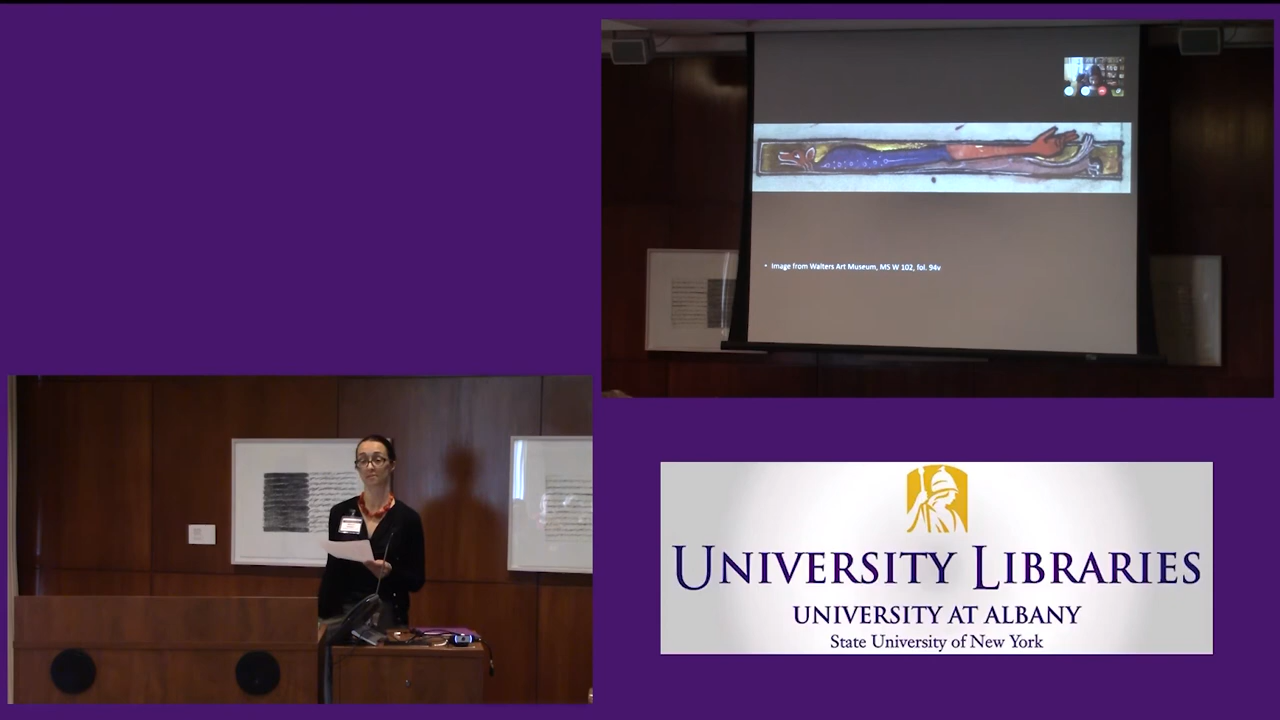 • Image from Walters Art Museum, MS W 102, fol. 94v
UNIVERSITY LIBRARIES
UNIVERSITY AT ALBANY
State University of New York